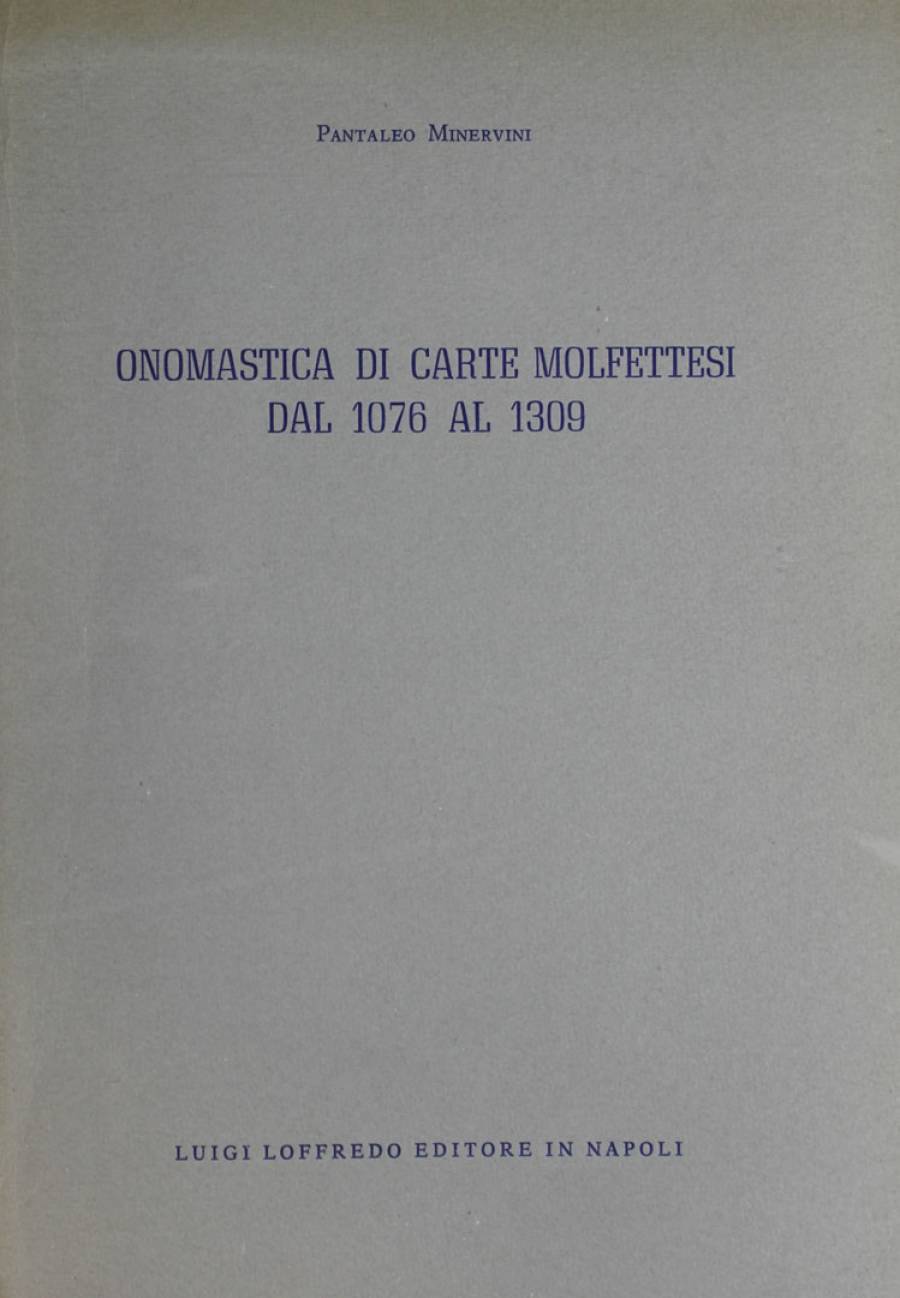 Pantaleo Minervini
ONOMASTICA DI CARTE MOLFETTESI
DAL 1076 AL 1309
LUIGI LOFFREDO EDITORE IN NAPOLI